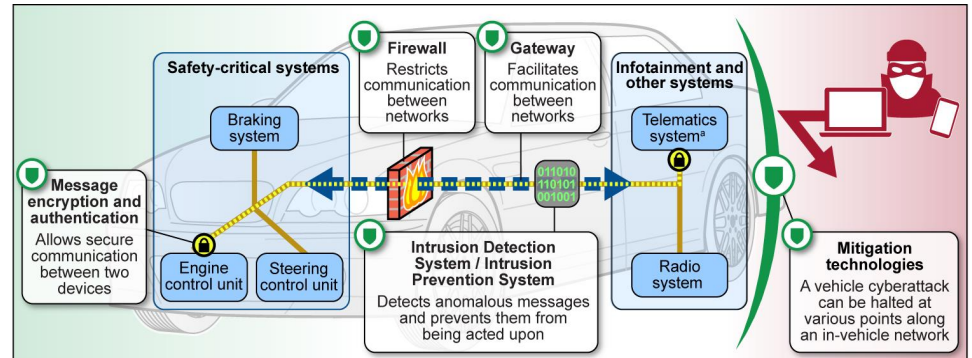 Safety-critical systems
Firewall
Restricts
communication
between
networks
Gateway
Facilitates
communication
between
networks
Infotainment and
other systems
Braking
system
Telematics
systemᵃ
011010
110101
001001
Message
encryption and
authentication
Allows secure
communication
between two
devices
Engine
control unit
Steering
control unit
Intrusion Detection
System / Intrusion
Prevention System
Detects anomalous messages
and prevents them from
being acted upon
Radio
system
Mitigation
technologies
A vehicle cyberattack
can be halted at
various points along
an in-vehicle network